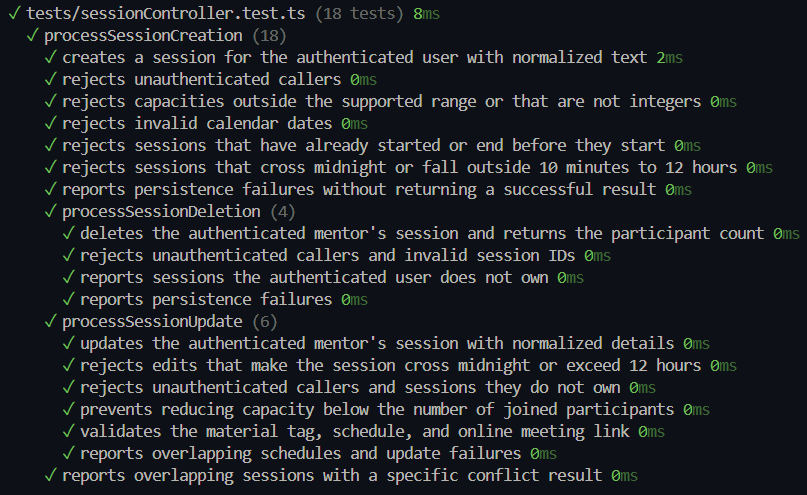 ✓ tests/sessionController.test.ts (18 tests) 8ms
✓ processSessionCreation (18)
✓ creates a session for the authenticated user with normalized text 2ms
✓ rejects unauthenticated callers 0ms
✓ rejects capacities outside the supported range or that are not integers 0ms
✓ rejects invalid calendar dates 0ms
✓ rejects sessions that have already started or end before they start 0ms
✓ rejects sessions that cross midnight or fall outside 10 minutes to 12 hours 0ms
✓ reports persistence failures without returning a successful result 0ms
✓ processSessionDeletion (4)
✓ deletes the authenticated mentor's session and returns the participant count 0ms
✓ rejects unauthenticated callers and invalid session IDs 0ms
✓ reports sessions the authenticated user does not own 0ms
✓ reports persistence failures 0ms
✓ processSessionUpdate (6)
✓ updates the authenticated mentor's session with normalized details 0ms
✓ rejects edits that make the session cross midnight or exceed 12 hours 0ms
✓ rejects unauthenticated callers and sessions they do not own 0ms
✓ prevents reducing capacity below the number of joined participants 0ms
✓ validates the material tag, schedule, and online meeting link 0ms
✓ reports overlapping schedules and update failures 0ms
✓ reports overlapping sessions with a specific conflict result 0ms